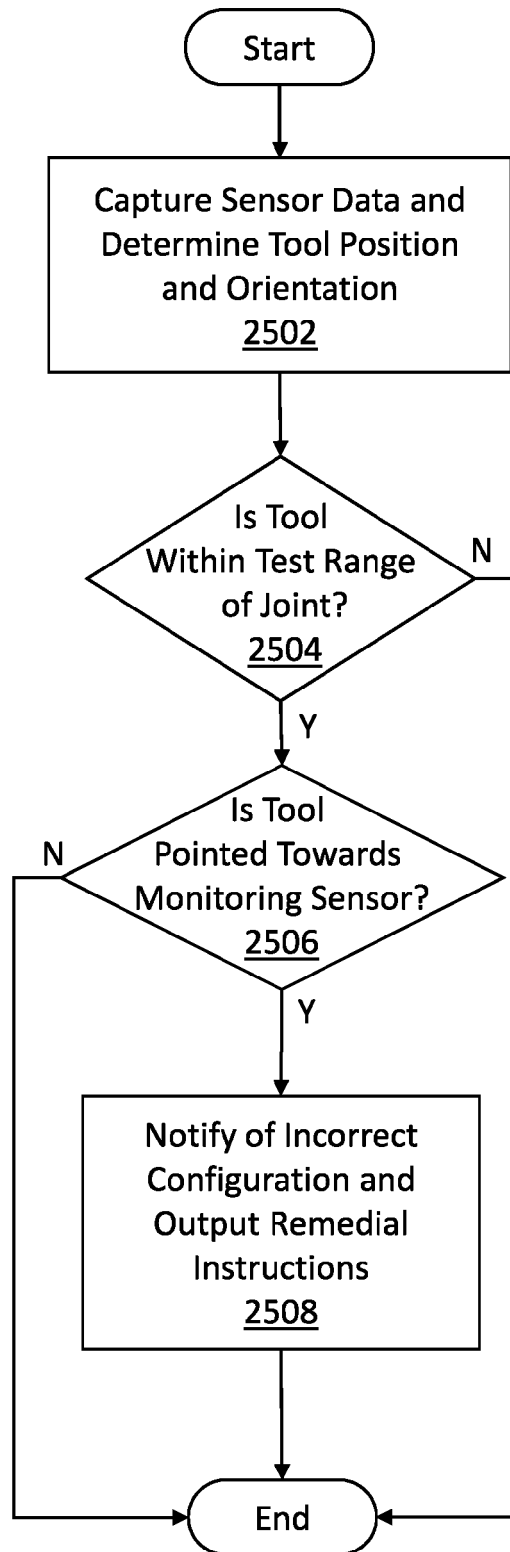 Start
Capture Sensor Data and
Determine Tool Position
and Orientation
2502
Is Tool
Within Test Range
of Joint?
2504
N
Y
Is Tool
Pointed Towards
Monitoring Sensor?
2506
N
Y
Notify of Incorrect
Configuration and
Output Remedial
Instructions
2508
End